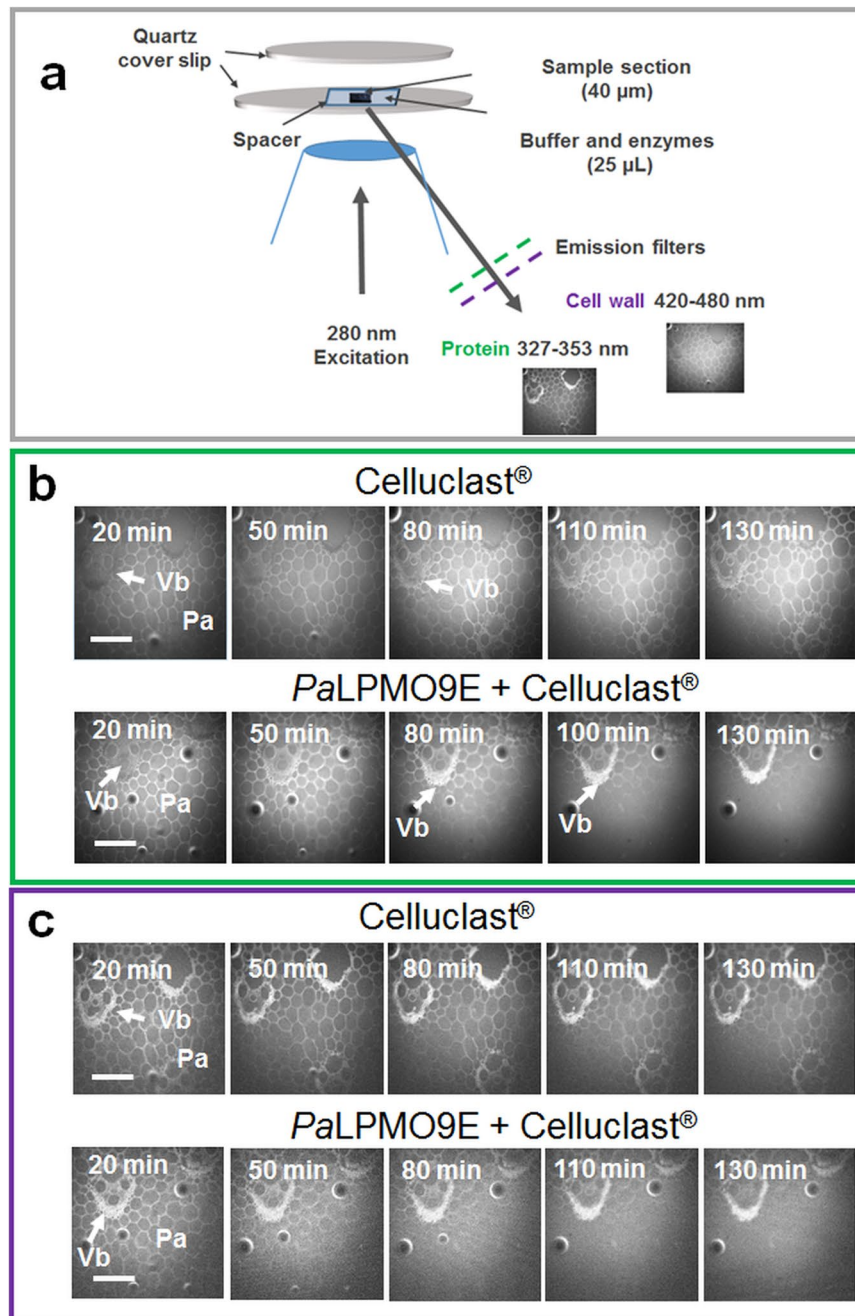 a
Quartz
cover slip
Spacer
Sample section
(40 µm)
Buffer and enzymes
(25 µL)
Emission filters
280 nm
Excitation
Cell wall 420-480 nm
Protein 327-353 nm
b
Celluclast®
20 min 50 min 80 min 110 min 130 min
Vb Vb
Pa
PaLPMO9E + Celluclast®
20 min 50 min 80 min 100 min 130 min
Vb Pa Vb Vb
c
Celluclast®
20 min 50 min 80 min 110 min 130 min
Vb
Pa
PaLPMO9E + Celluclast®
20 min 50 min 80 min 110 min 130 min
Vb Pa